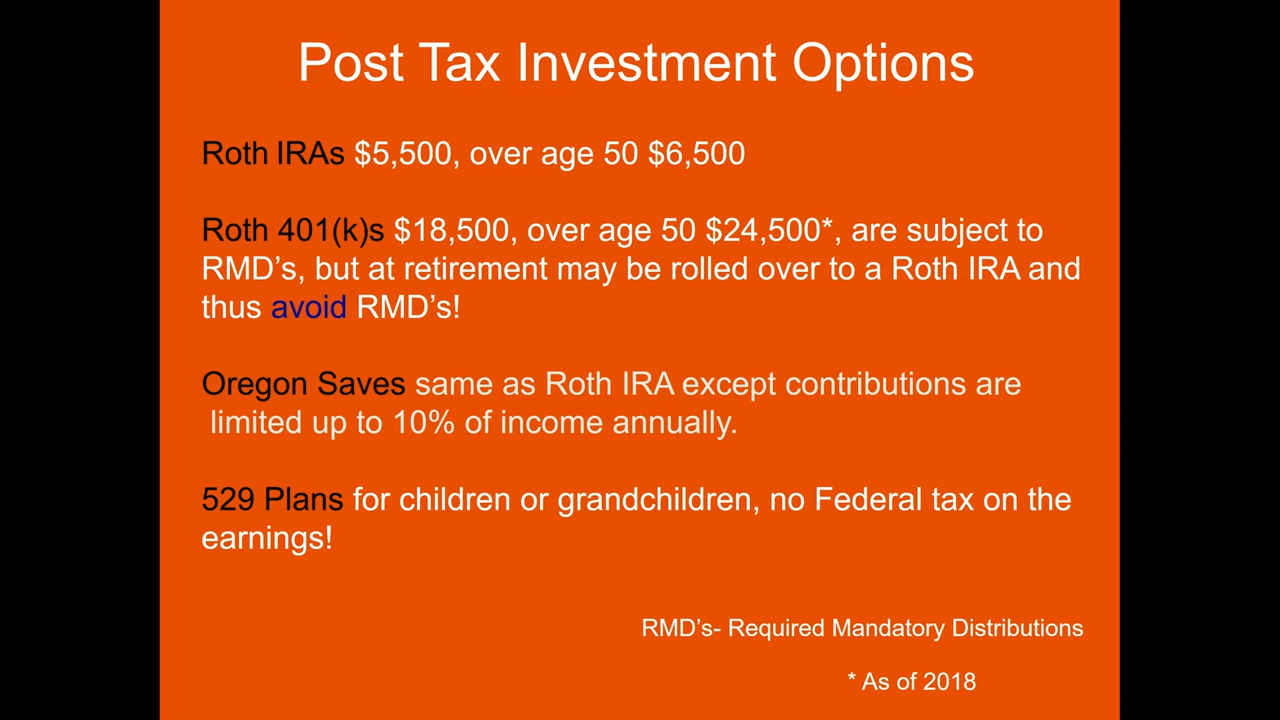 Post Tax Investment Options
Roth IRAs $5,500, over age 50 $6,500
Roth 401(k)s $18,500, over age 50 $24,500*, are subject to
RMD’s, but at retirement may be rolled over to a Roth IRA and
thus avoid RMD’s!
Oregon Saves same as Roth IRA except contributions are
limited up to 10% of income annually.
529 Plans for children or grandchildren, no Federal tax on the
earnings!
RMD’s- Required Mandatory Distributions
* As of 2018